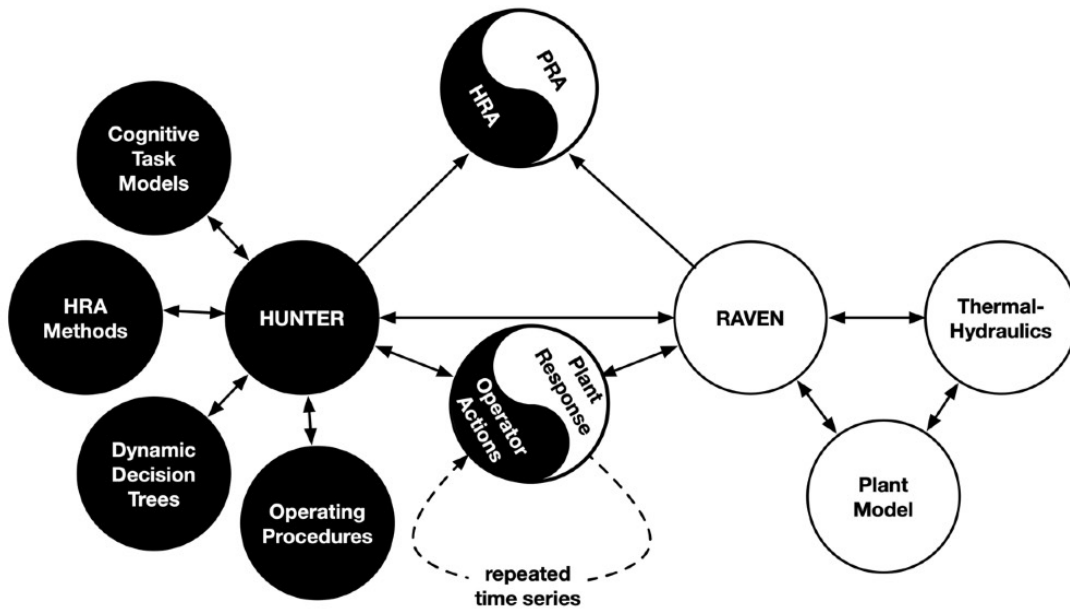 PRA
HRA
Cognitive
Task
Models
HRA
Methods
HUNTER
RAVEN
Thermal-
Hydraulics
Plant
Response
Operator
Actions
Dynamic
Decision
Trees
Operating
Procedures
Plant
Model
repeated
time series